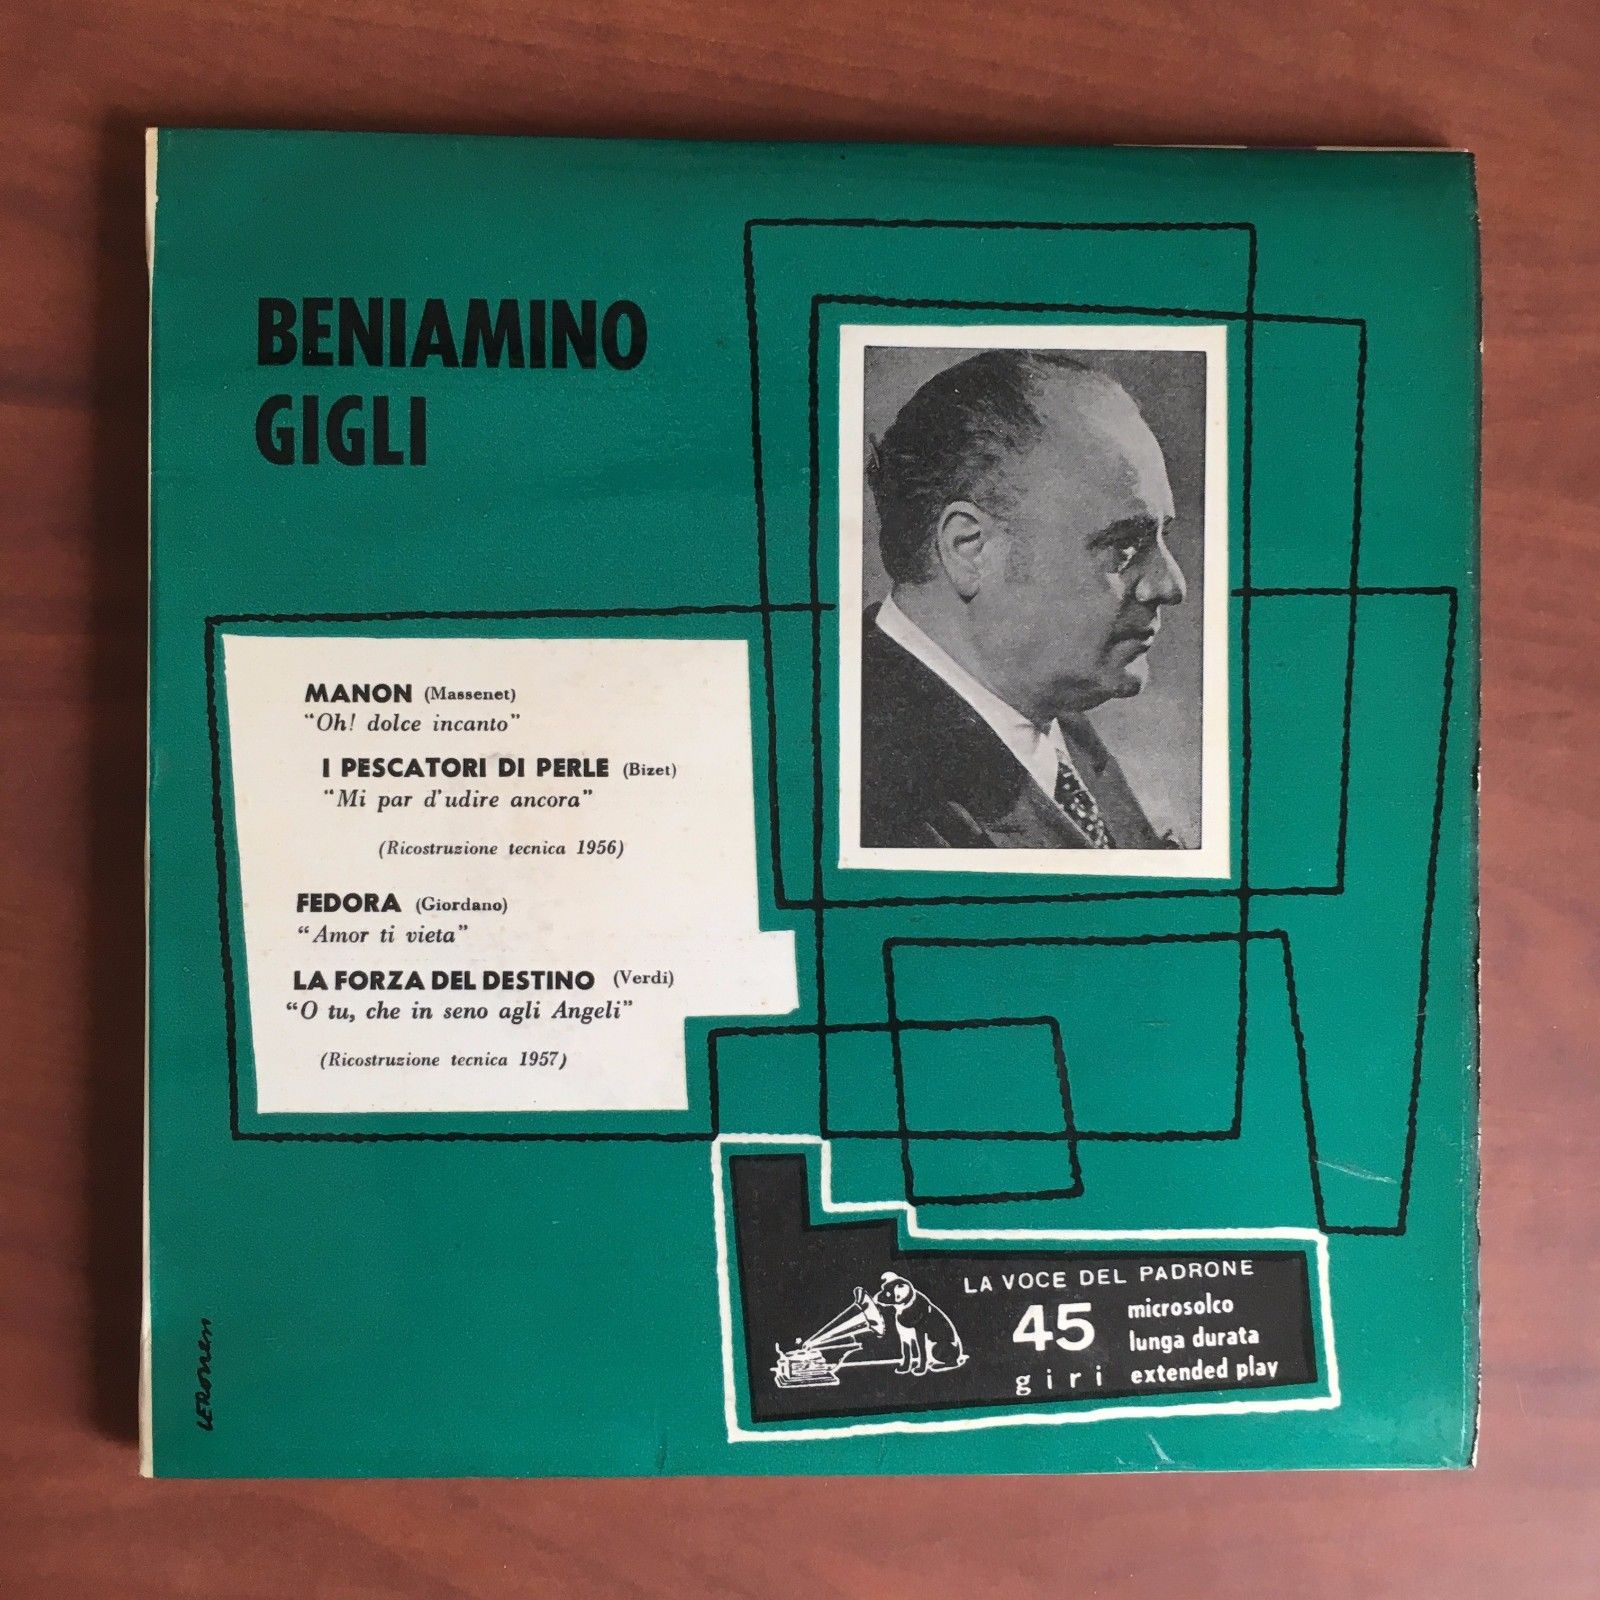 BENIAMINO
GIGLI
MANON (Massenet)
"Oh! dolce incanto"
I PESCATORI DI PERLE (Bizet)
"Mi par d'udire ancora"
(Ricostruzione tecnica 1956)
FEDORA (Giordano)
"Amor ti vieta"
LA FORZA DEL DESTINO (Verdi)
"O tu, che in seno agli Angeli"
(Ricostruzione tecnica 1957)
LA VOCE DEL PADRONE
45 giri
microsolco
lunga durata
extended play